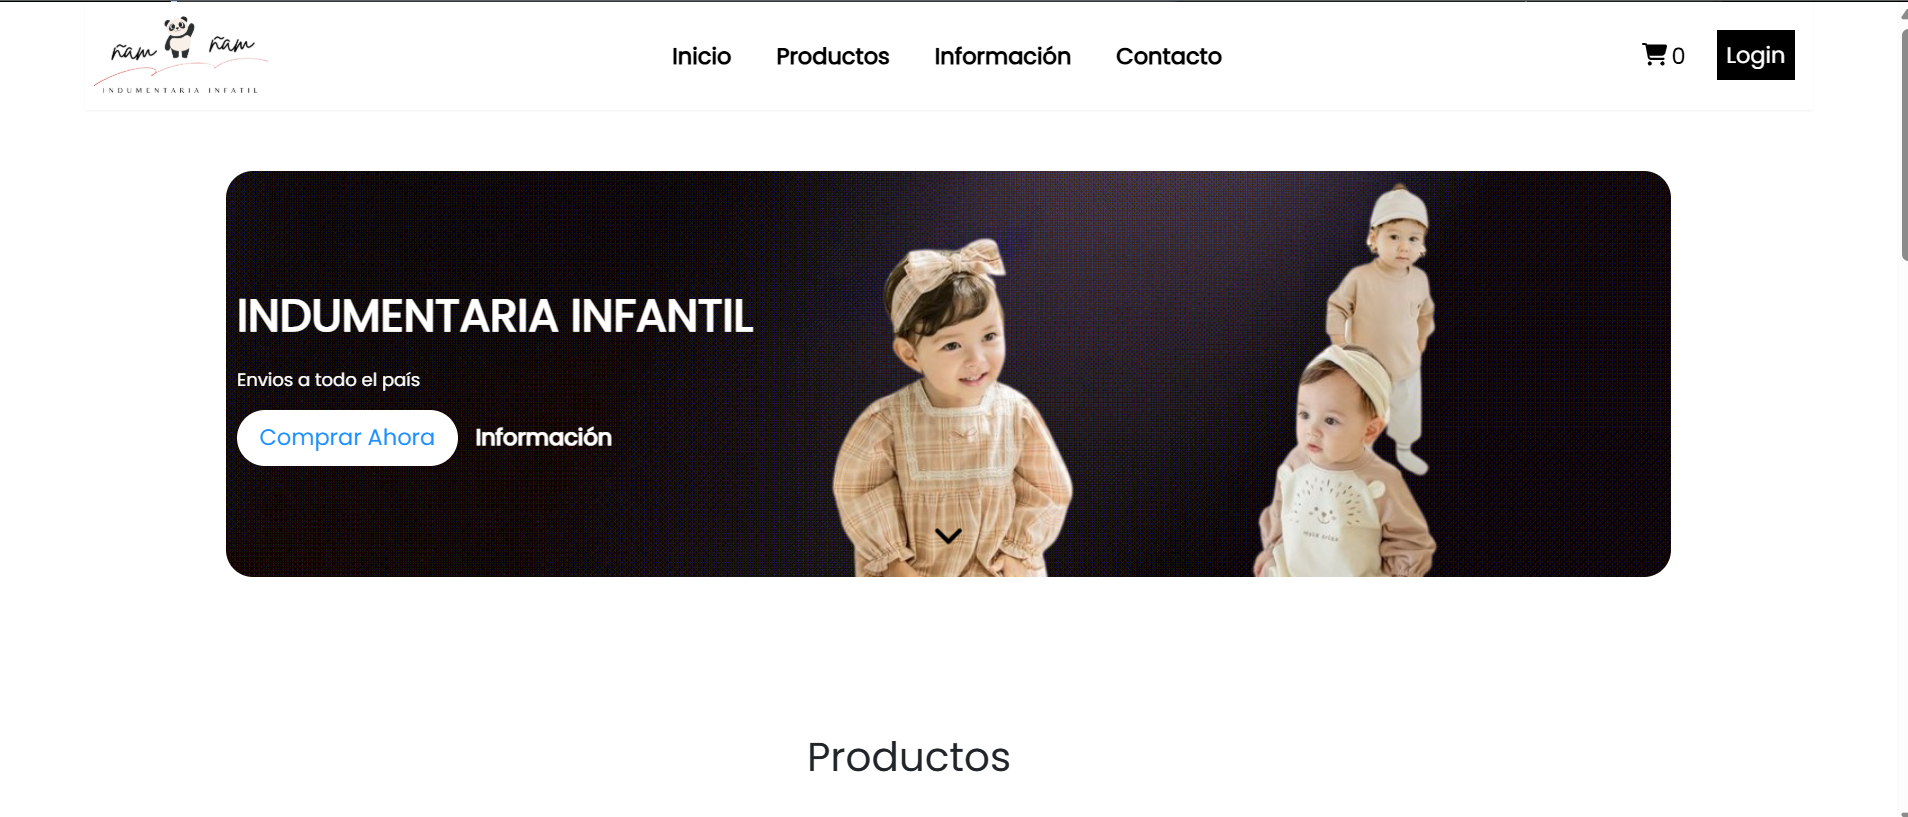 ñam ñam
INDUMENTARIA INFATIL
Inicio Productos Información Contacto
0 Login
INDUMENTARIA INFANTIL
Envios a todo el país
Comprar Ahora Información
Productos